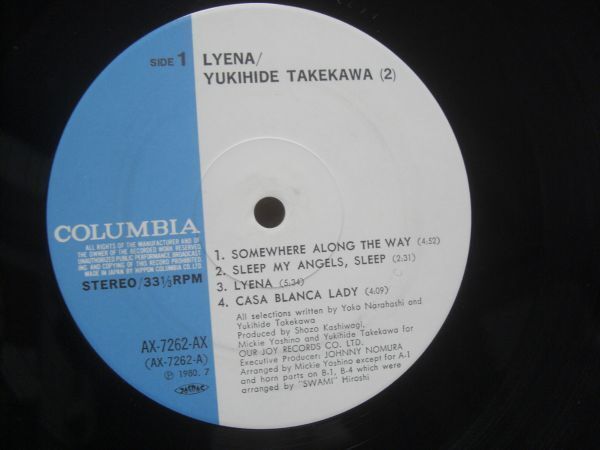 SIDE 1
LYENA/
YUKIHIDE TAKEKAWA (2)
COLUMBIA
ALL RIGHTS OF THE MANUFACTURER AND OF
THE OWNER OF THE RECORDED WORK RESERVED.
UNAUTHORIZED PUBLIC PERFORMANCE, BROADCAST-
ING AND COPYING OF THIS RECORD PROHIBITED.
MADE IN JAPAN BY NIPPON COLUMBIA CO. LTD.
STEREO/33⅓RPM
AX-7262-AX
(AX-7262-A)
Ⓟ 1980. 7
1. SOMEWHERE ALONG THE WAY (4:52)
2. SLEEP MY ANGELS, SLEEP (2:31)
3. LYENA (5:34)
4. CASA BLANCA LADY (4:09)
All selections written by Yoko Narahashi and
Yukihide Takekawa
Produced by Shozo Kashiwagi,
Mickie Yoshino and Yukihide Takekawa for
OUR JOY RECORDS CO. LTD.
Executive Producer: JOHNNY NOMURA
Arranged by Mickie Yoshino except for A-1
and horn parts on B-1, B-4 which were
arranged by "SWAMI" Hiroshi